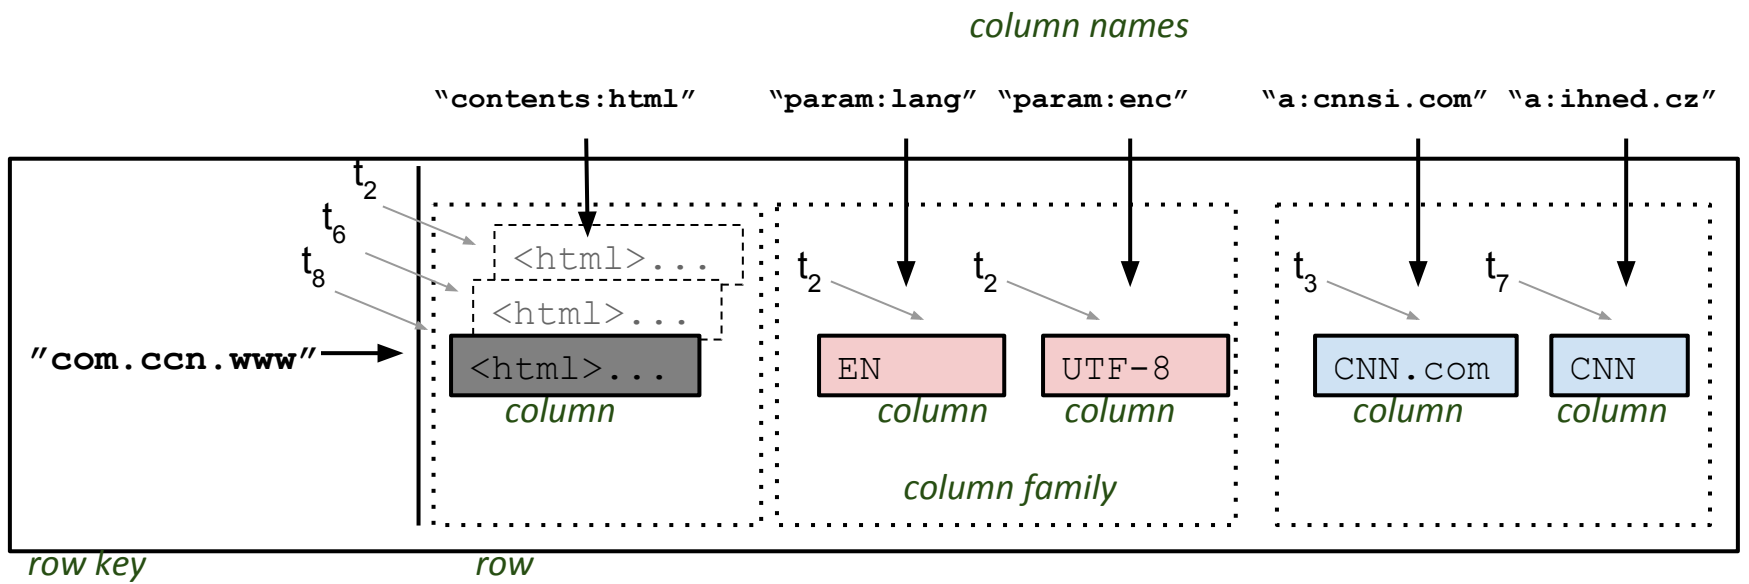 column names
“contents:html” “param:lang” “param:enc” “a:cnnsi.com” “a:ihned.cz”
t2
t6
t8
<html>...
<html>...
<html>...
t2 t2 t3 t7
”com.ccn.www”
EN UTF-8 CNN.com CNN
column column column column column
column family
row key row